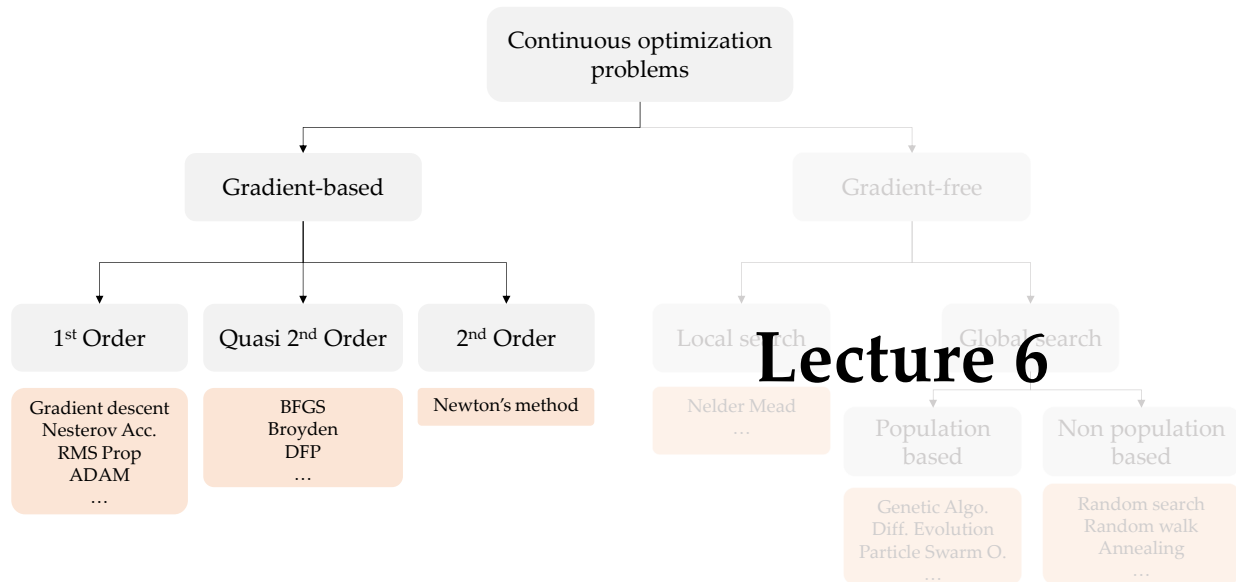 Continuous optimization
problems
Gradient-based
Gradient-free
1st Order
Quasi 2nd Order
2nd Order
Local search
Global search
Lecture 6
Gradient descent
Nesterov Acc.
RMS Prop
ADAM
…
BFGS
Broyden
DFP
…
Newton's method
Nelder Mead
…
Population
based
Non population
based
Genetic Algo.
Diff. Evolution
Particle Swarm O.
…
Random search
Random walk
Annealing
…